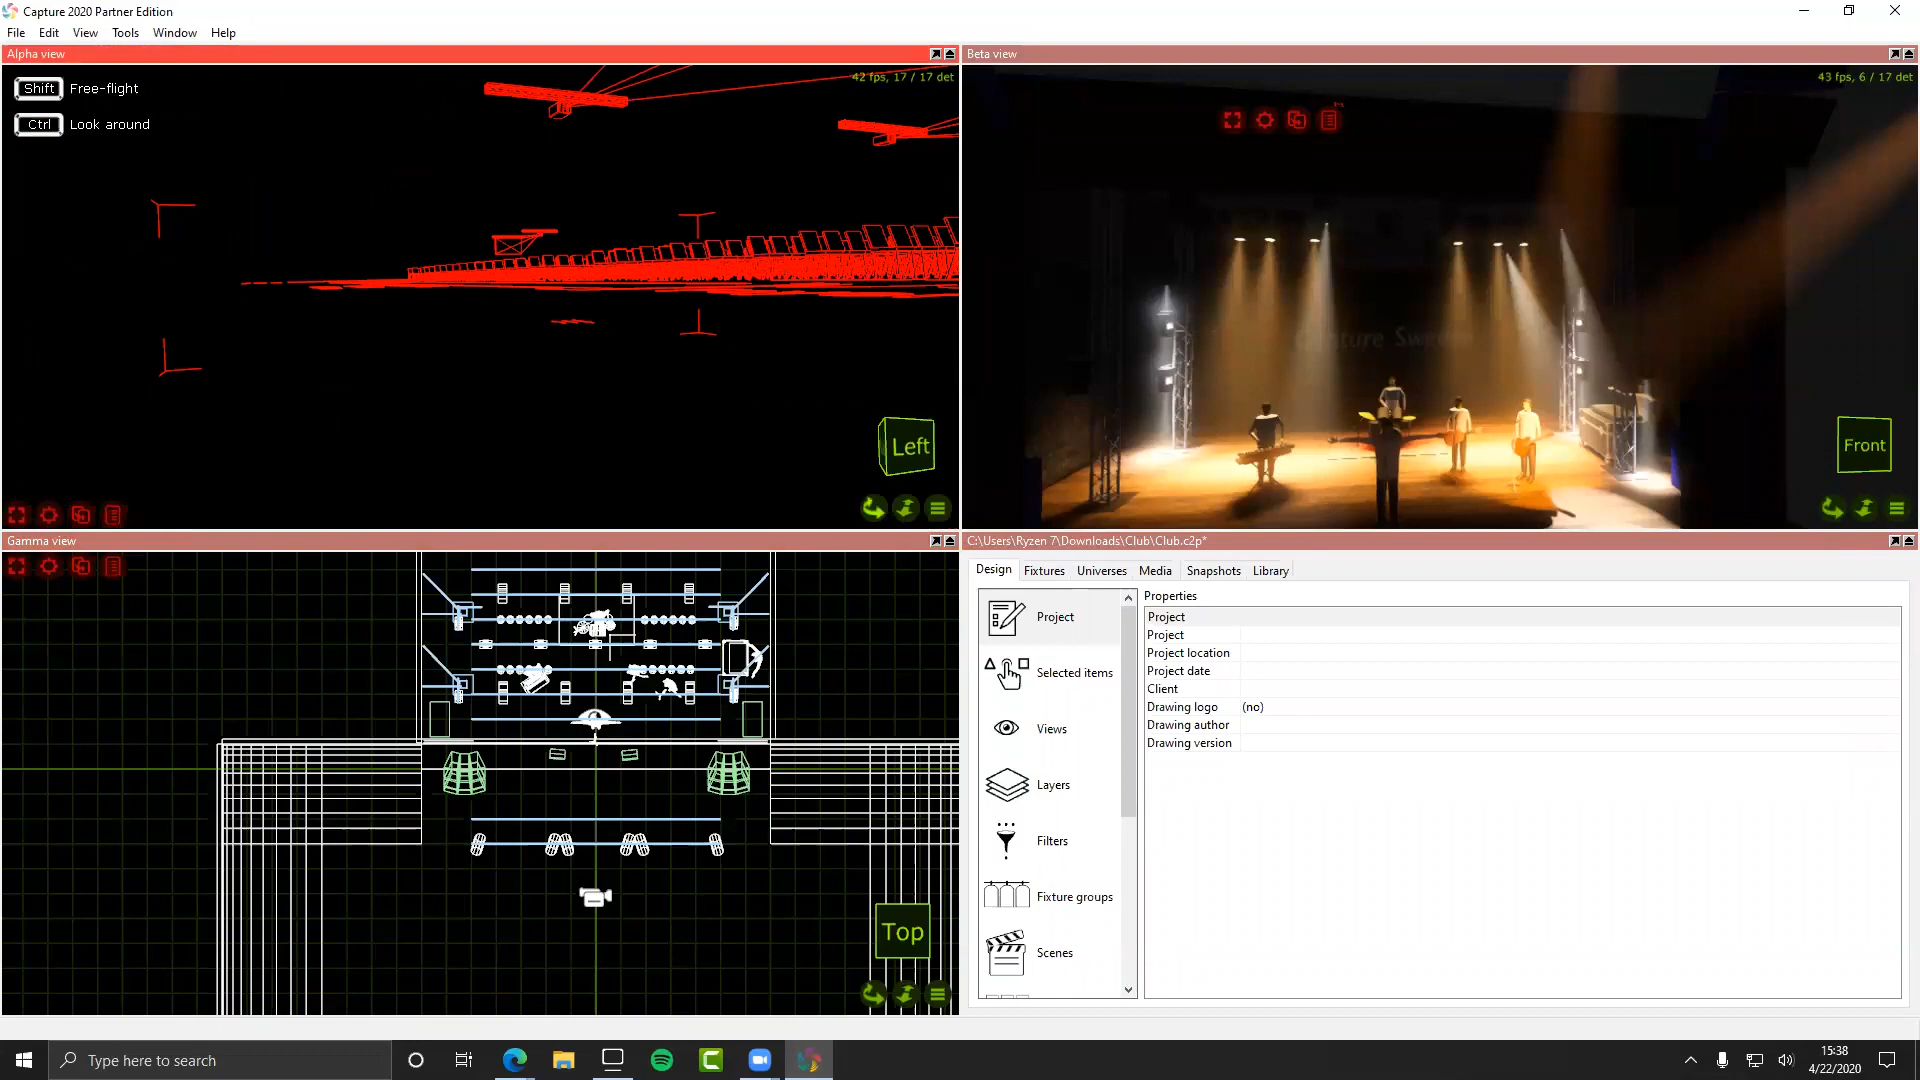 Capture 2020 Partner Edition
File Edit View Tools Window Help
Alpha view
Shift Free-flight
Ctrl Look around
42 fps, 17 / 17 det
Left
Beta view
43 fps, 6 / 17 det
Front
Gamma view
Top
C:\Users\Ryzen 7\Downloads\Club\Club.c2p*
Design Fixtures Universes Media Snapshots Library
Project
Selected items
Views
Layers
Filters
Fixture groups
Scenes
Properties
Project
Project
Project location
Project date
Client
Drawing logo (no)
Drawing author
Drawing version
Type here to search
15:38
4/22/2020